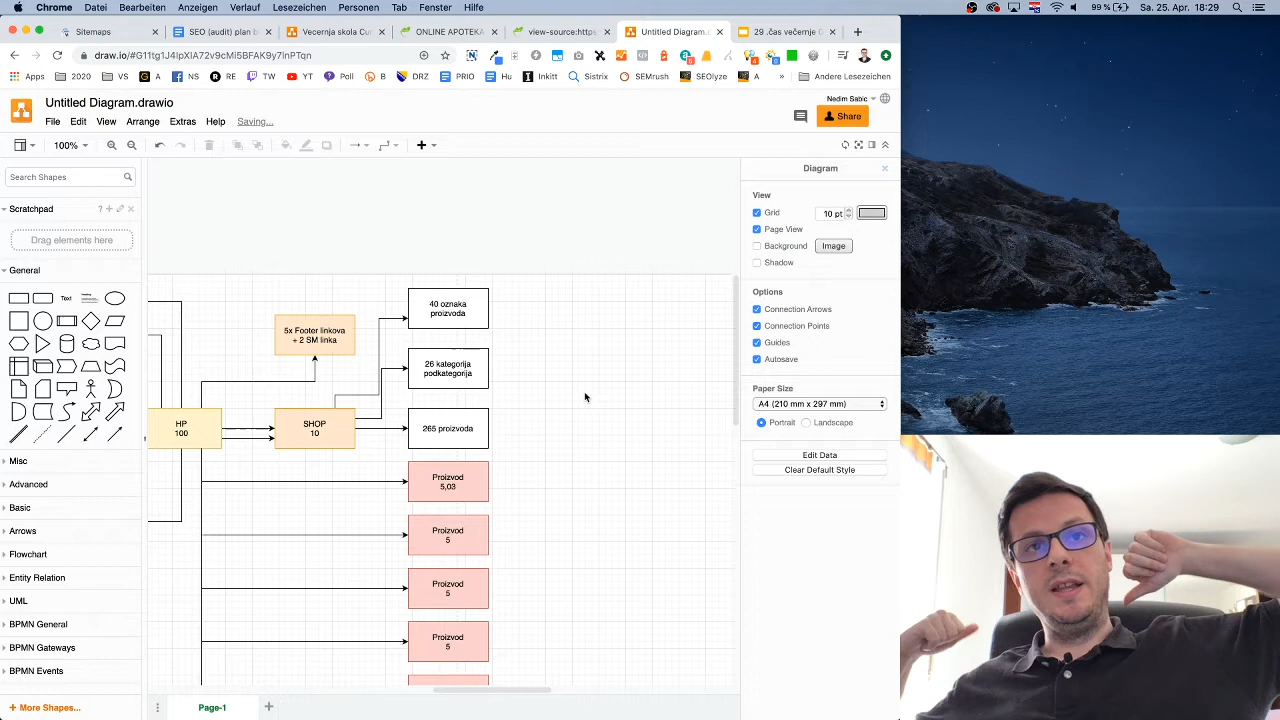 Chrome Datei Bearbeiten Anzeigen Verlauf Lesezeichen Personen Tab Fenster Hilfe
99% Sa. 25. Apr. 18:29
Sitemaps
SEO (audit) plan b
Vecernja skola Cl
ONLINE APOTEKA
view-source:https
Untitled Diagram.d
29 .čas večernje Š
draw.io/#G11tg1J4IpYAA72v9cMi5BFAK9y7InPTqn
Apps 2020 VS A NS RE TW YT Poll B DRZ PRIO Hu Inkitt Sistrix SEMrush SEOlyze A » Andere Lesezeichen
Untitled Diagram.drawio
Nedim Sabic
File Edit View Arrange Extras Help Saving...
Share
100%
Search Shapes
Scratchpad
Drag elements here
General
Text
Misc
Advanced
Basic
Arrows
Flowchart
Entity Relation
UML
BPMN General
BPMN Gateways
BPMN Events
+ More Shapes...
40 oznaka
proizvoda
5x Footer linkova
+ 2 SM linka
26 kategorija
podkategorija
HP
100
SHOP
10
265 proizvoda
Proizvod
5,03
Proizvod
5
Proizvod
5
Proizvod
5
Page-1
Diagram
View
Grid 10 pt
Page View
Background Image
Shadow
Options
Connection Arrows
Connection Points
Guides
Autosave
Paper Size
A4 (210 mm x 297 mm)
Portrait Landscape
Edit Data
Clear Default Style